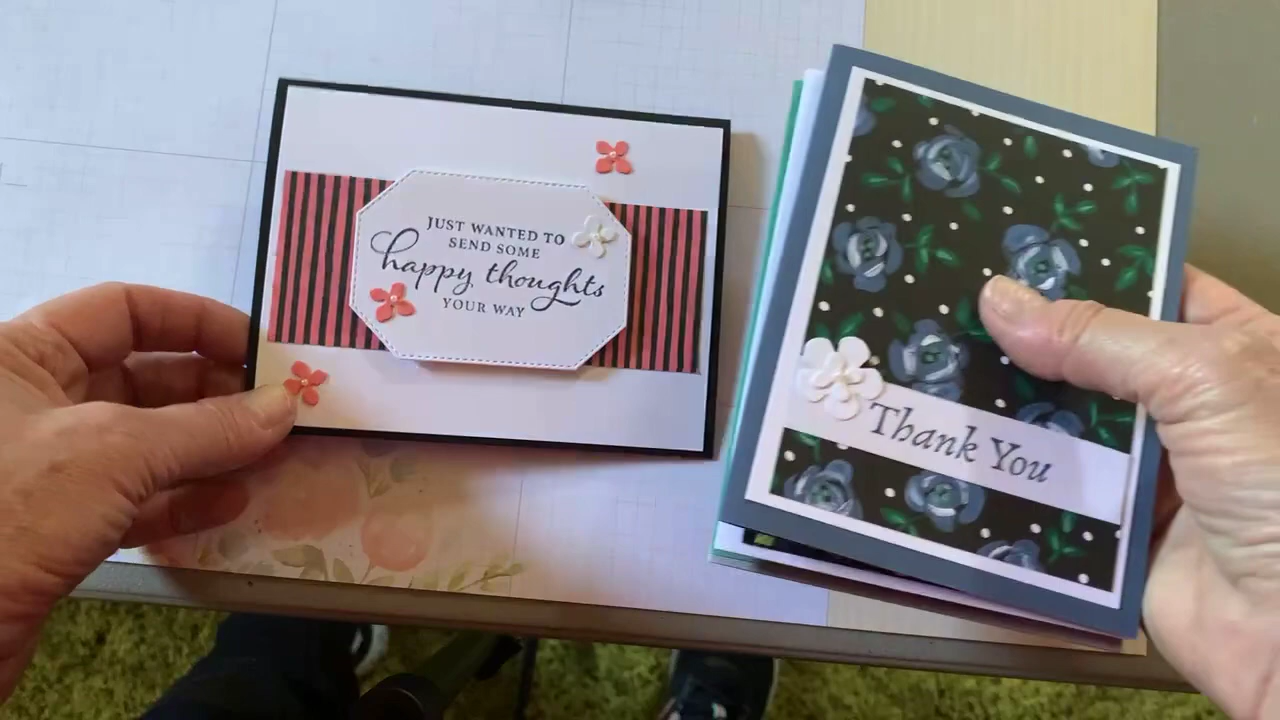 JUST WANTED TO
SEND SOME
happy thoughts
YOUR WAY
Thank You